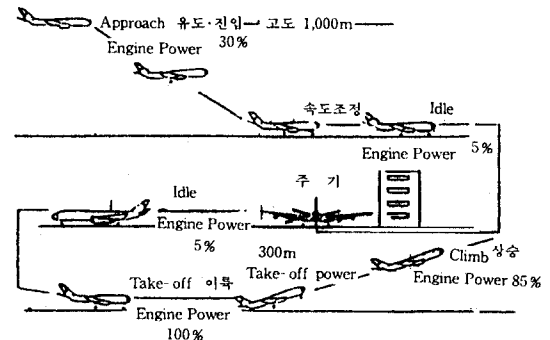 Approach 유도·진입 고도 1,000m
Engine Power
30%
속도조정
Idle
Engine Power
5%
주 기
Idle
Engine Power
5%
300m
Climb 상승
Engine Power 85%
Take-off 이륙
Take-off power
Engine Power
100%